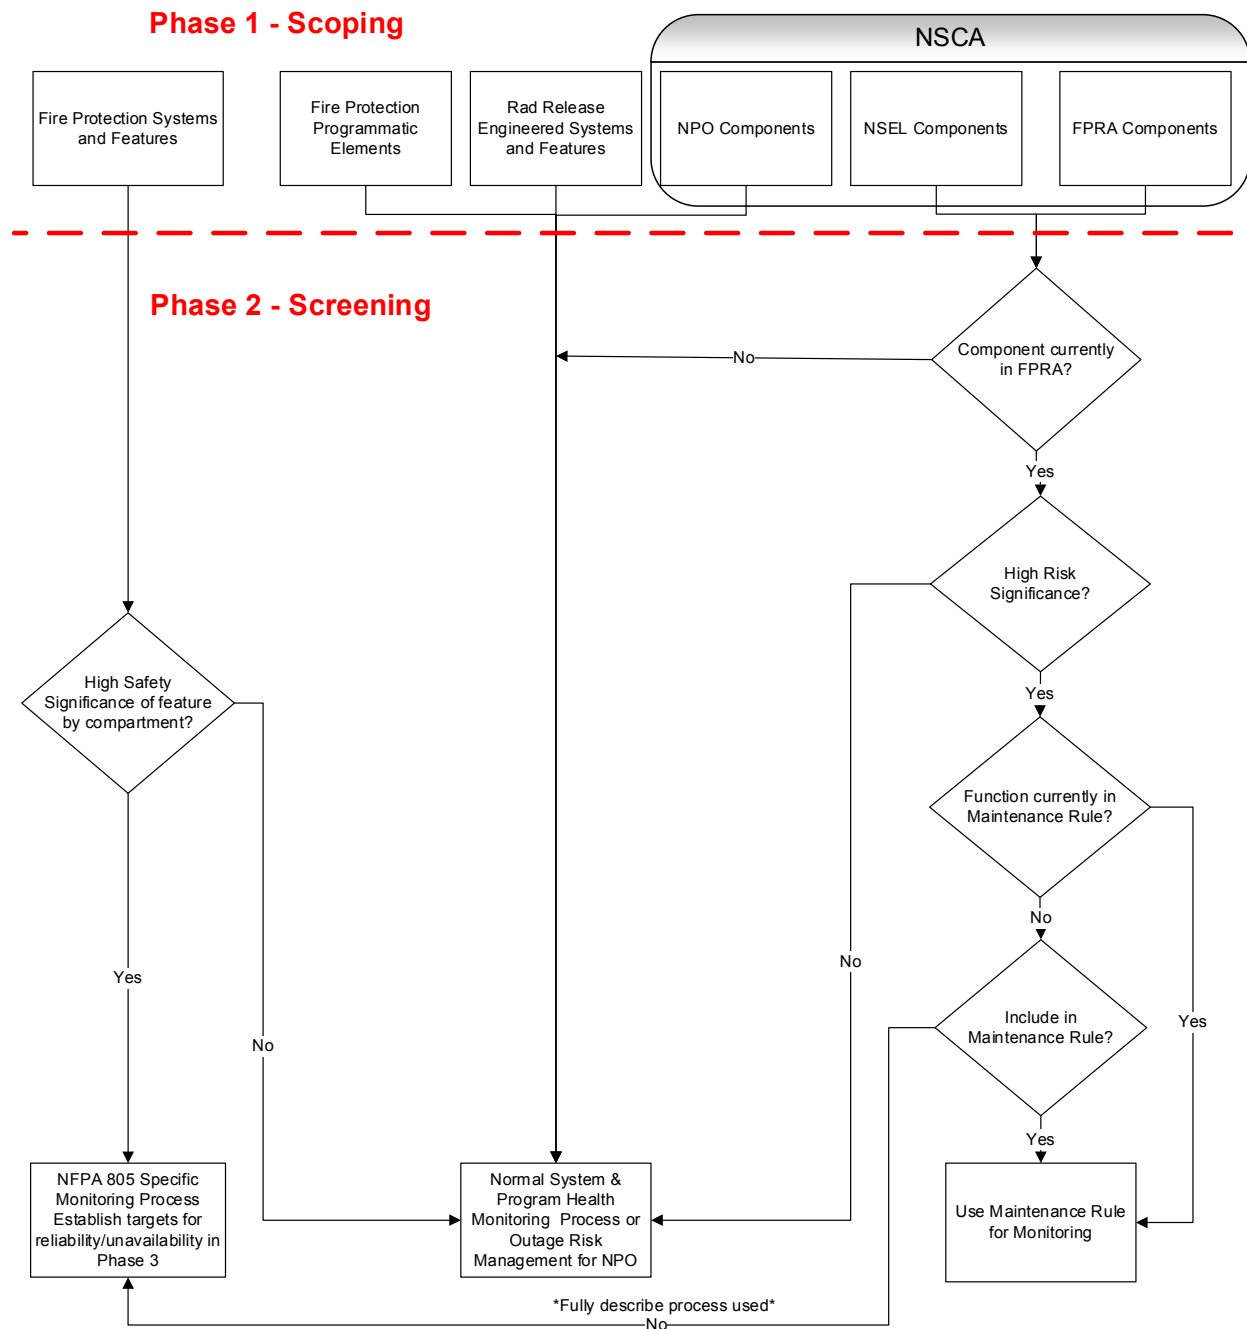 Phase 1 - Scoping
NSCA
Fire Protection Systems
and Features
Fire Protection
Programmatic
Elements
Rad Release
Engineered Systems
and Features
NPO Components
NSEL Components
FPRA Components
Phase 2 - Screening
Component currently
in FPRA?
No
Yes
High Risk
Significance?
Yes
High Safety
Significance of feature
by compartment?
Function currently in
Maintenance Rule?
No
Yes
No
Include in
Maintenance Rule?
Yes
No
Yes
NFPA 805 Specific
Monitoring Process
Establish targets for
reliability/unavailability in
Phase 3
Normal System &
Program Health
Monitoring Process or
Outage Risk
Management for NPO
Use Maintenance Rule
for Monitoring
*Fully describe process used*
No